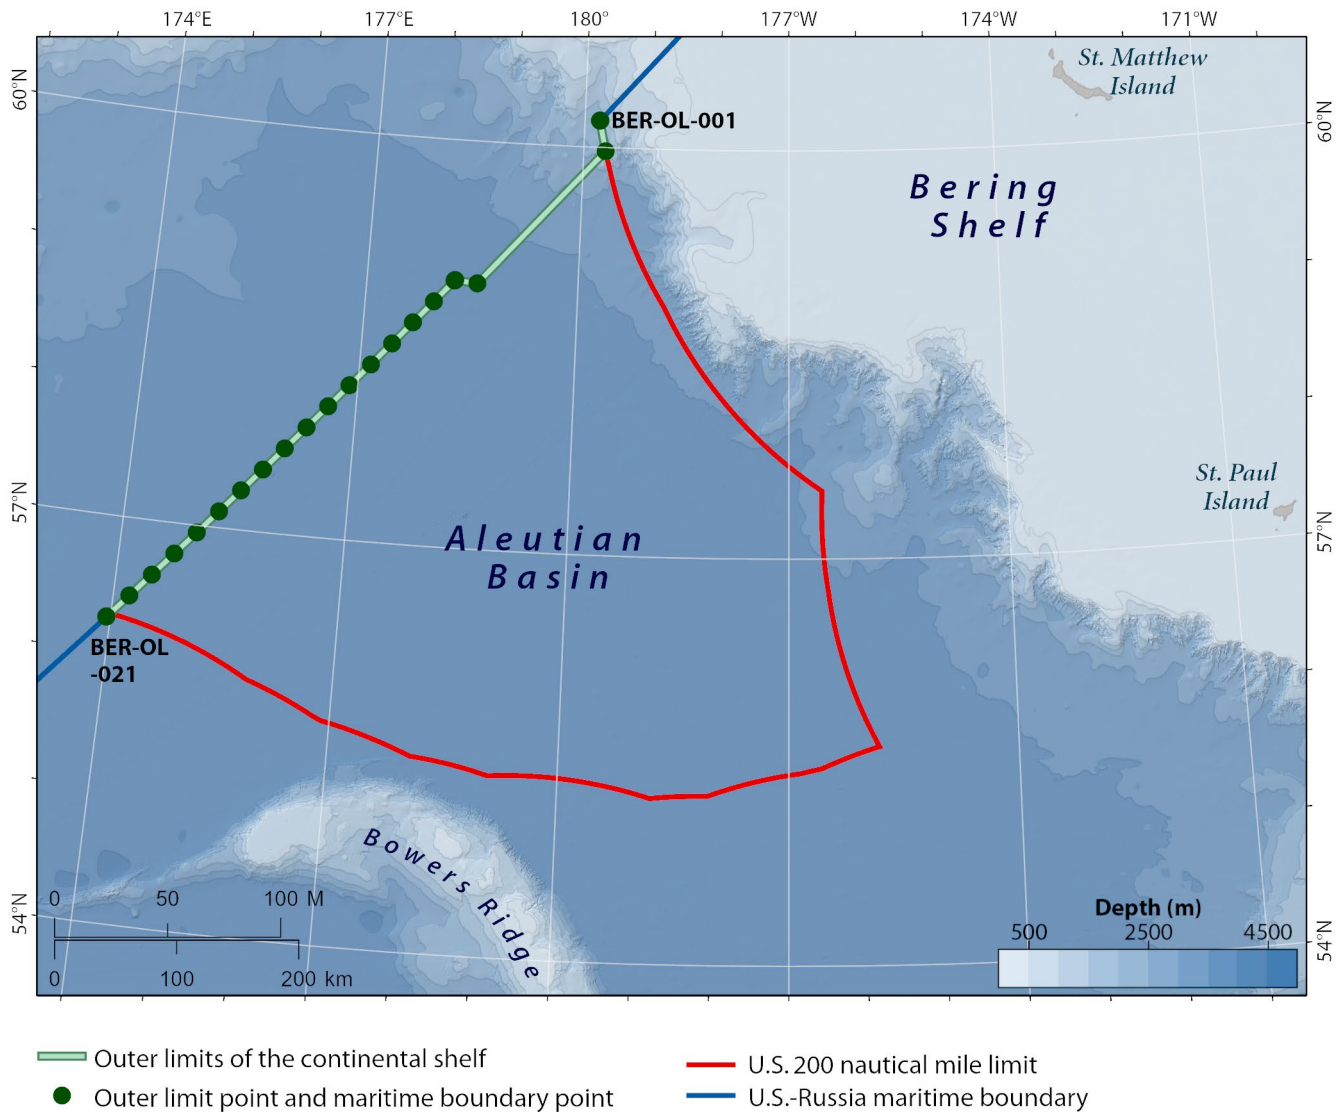 174°E 177°E 180° 177°W 174°W 171°W
60°N
60°N
St. Matthew
Island
BER-OL-001
Bering
Shelf
St. Paul
Island
57°N
57°N
Aleutian
Basin
BER-OL
-021
Bowers Ridge
54°N
54°N
0 50 100 M
0 100 200 km
Depth (m)
500 2500 4500
Outer limits of the continental shelf
Outer limit point and maritime boundary point
U.S. 200 nautical mile limit
U.S.-Russia maritime boundary